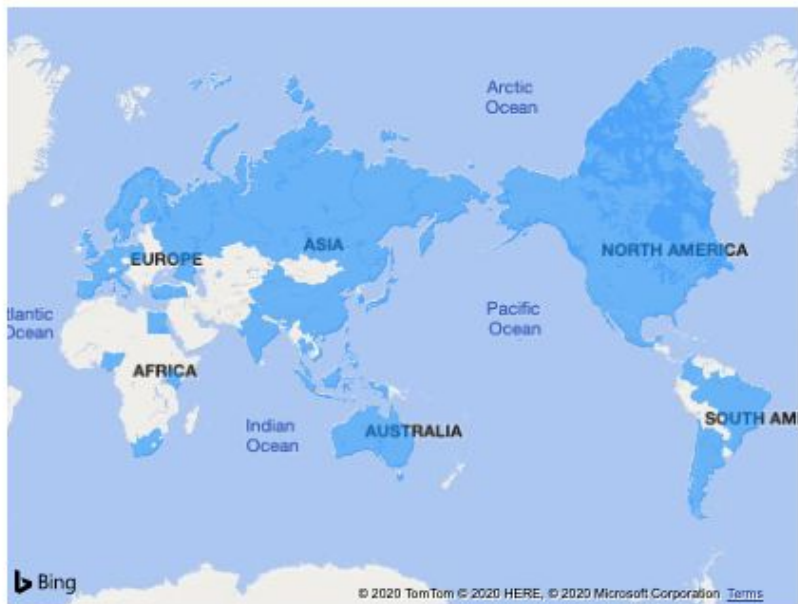 Arctic
Ocean
ASIA
EUROPE
NORTH AMERICA
tlantic
Ocean
Pacific
Ocean
AFRICA
Indian
Ocean
AUSTRALIA
SOUTH AM
Bing
© 2020 TomTom © 2020 HERE, © 2020 Microsoft Corporation Terms